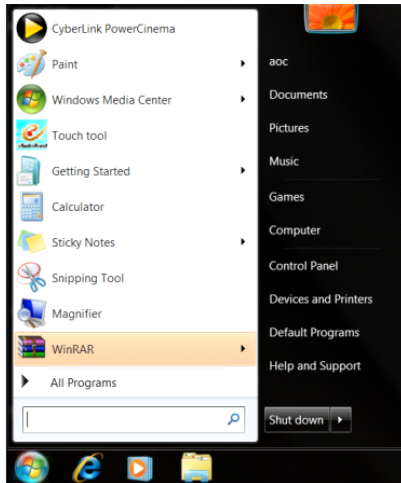 CyberLink PowerCinema
Paint
Windows Media Center
Touch tool
Getting Started
Calculator
Sticky Notes
Snipping Tool
Magnifier
WinRAR
All Programs
aoc
Documents
Pictures
Music
Games
Computer
Control Panel
Devices and Printers
Default Programs
Help and Support
Shut down